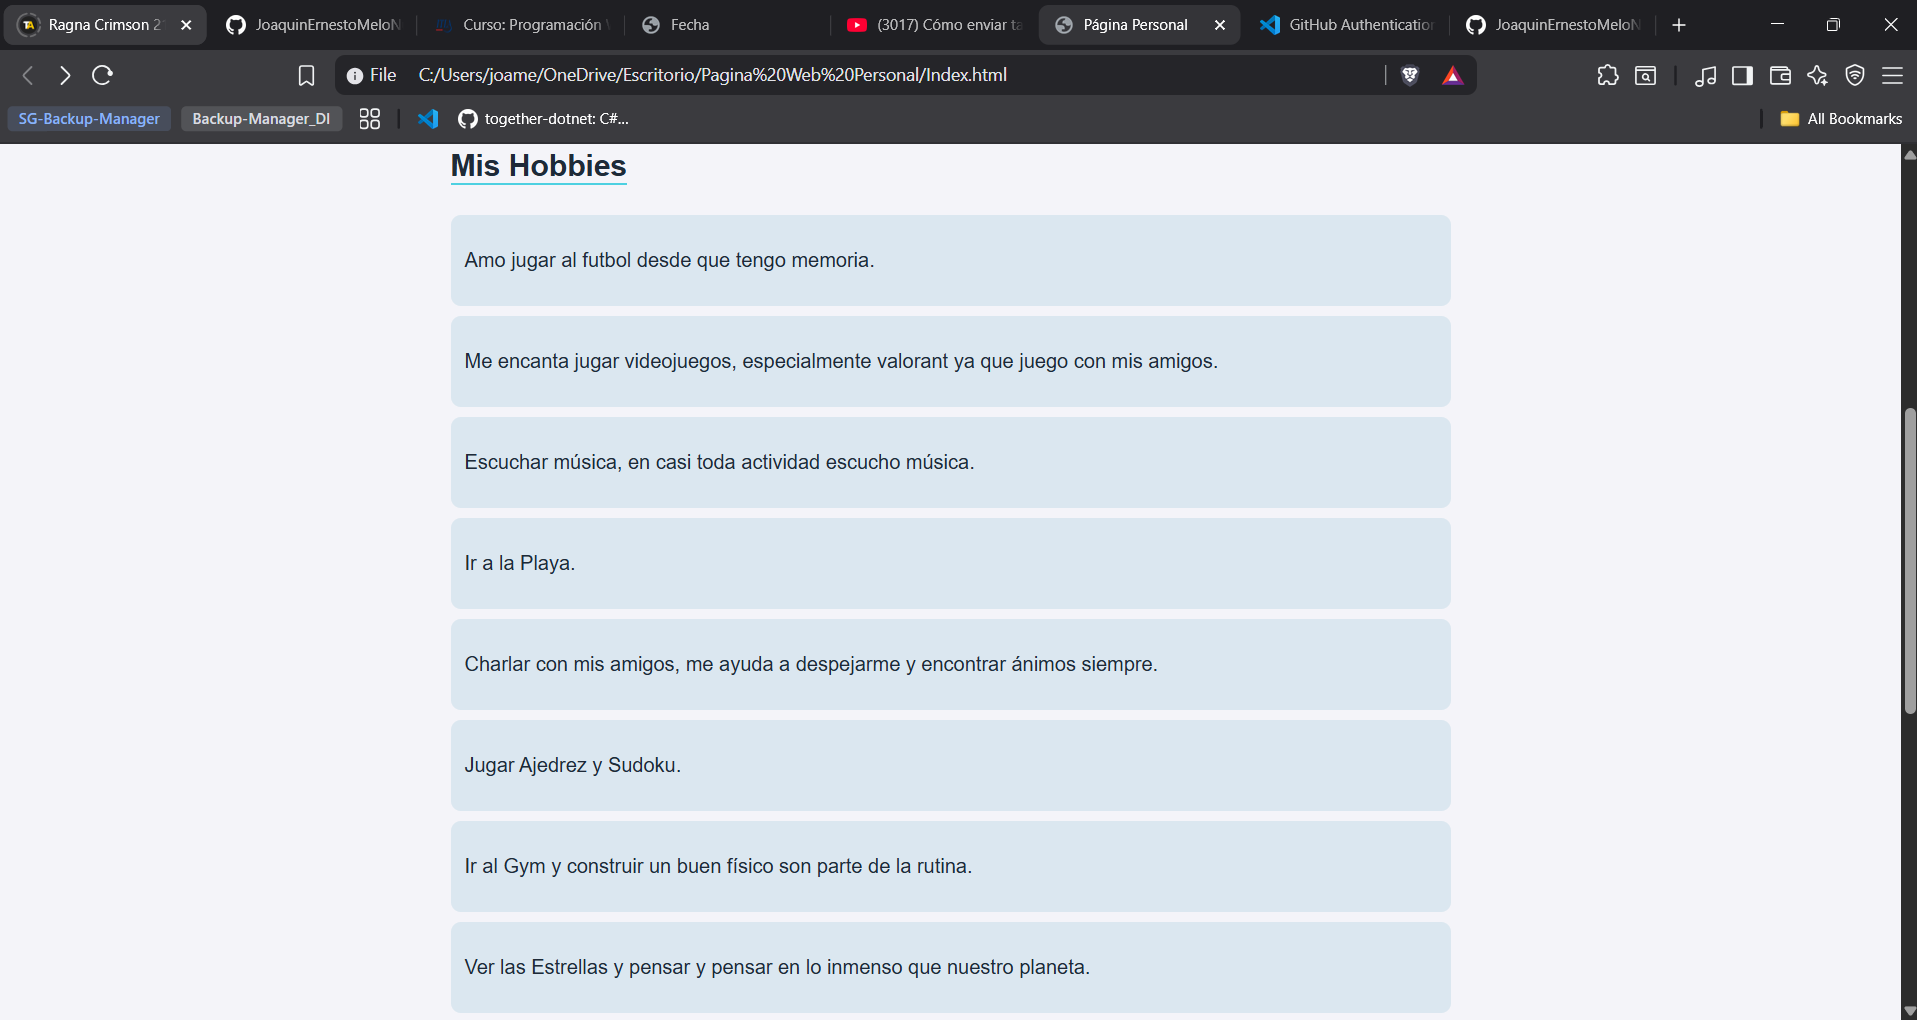 Ragna Crimson 2
JoaquinErnestoMeloN
Curso: Programación
Fecha
(3017) Cómo enviar ta
Página Personal
GitHub Authentication
JoaquinErnestoMeloN
File C:/Users/joame/OneDrive/Escritorio/Pagina%20Web%20Personal/Index.html
SG-Backup-Manager
Backup-Manager_DI
together-dotnet: C#...
All Bookmarks
Mis Hobbies
Amo jugar al futbol desde que tengo memoria.
Me encanta jugar videojuegos, especialmente valorant ya que juego con mis amigos.
Escuchar música, en casi toda actividad escucho música.
Ir a la Playa.
Charlar con mis amigos, me ayuda a despejarme y encontrar ánimos siempre.
Jugar Ajedrez y Sudoku.
Ir al Gym y construir un buen físico son parte de la rutina.
Ver las Estrellas y pensar y pensar en lo inmenso que nuestro planeta.